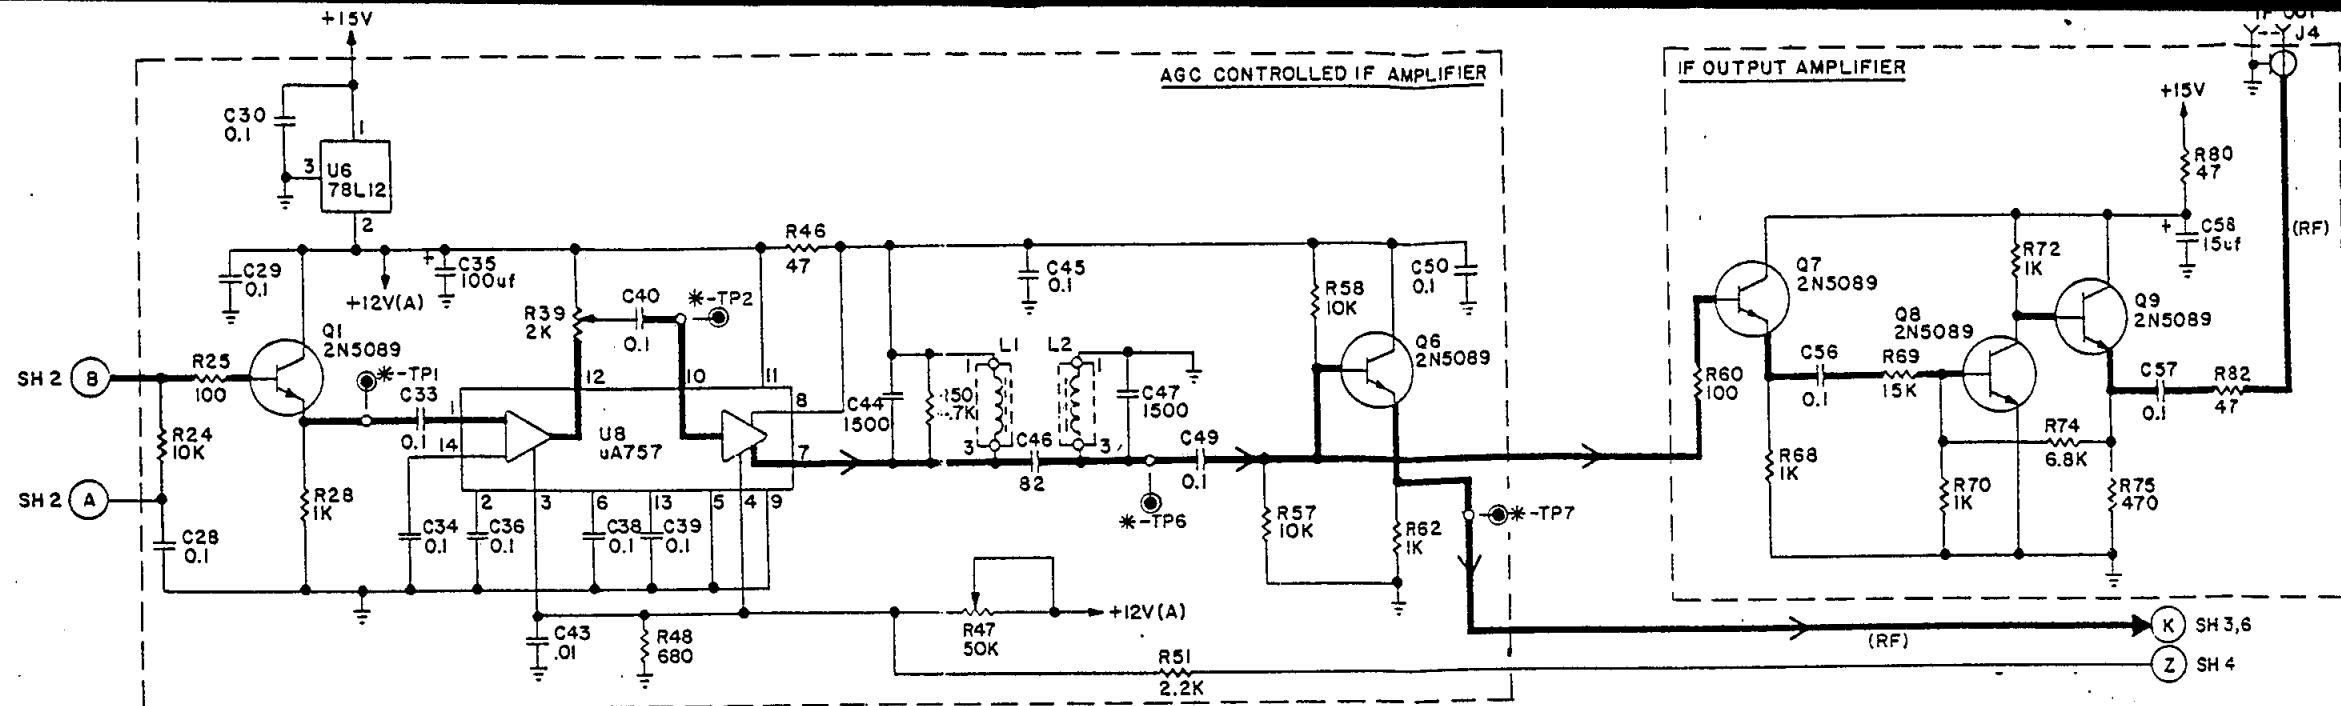 +15V
AGC CONTROLLED IF AMPLIFIER
IF OUTPUT AMPLIFIER
J4
+15V
C30
0.1
1
3
U6
78L12
2
R80
47
C58
15uf
+
(RF)
R46
47
C29
0.1
+12V(A)
+
C35
100uf
C45
0.1
C50
0.1
R58
10K
R72
1K
Q7
2N5089
Q9
2N5089
Q8
2N5089
C40
0.1
*-TP2
R39
2K
Q1
2N5089
L1
L2
Q6
2N5089
SH 2
B
R25
100
*-TP1
C33
0.1
12
10
11
8
1
14
U8
uA757
7
C44
1500
1
3
1
3
C47
1500
R60
100
C56
0.1
R69
15K
C57
0.1
R82
47
R24
10K
C46
82
C49
0.1
R74
6.8K
R68
1K
R70
1K
R75
470
SH 2
A
R28
1K
2
3
6
13
5
4
9
C34
0.1
C36
0.1
C38
0.1
C39
0.1
*-TP6
R57
10K
R62
1K
*-TP7
C28
0.1
+12V(A)
C43
.01
R48
680
R47
50K
K
SH 3,6
(RF)
R51
2.2K
Z
SH 4